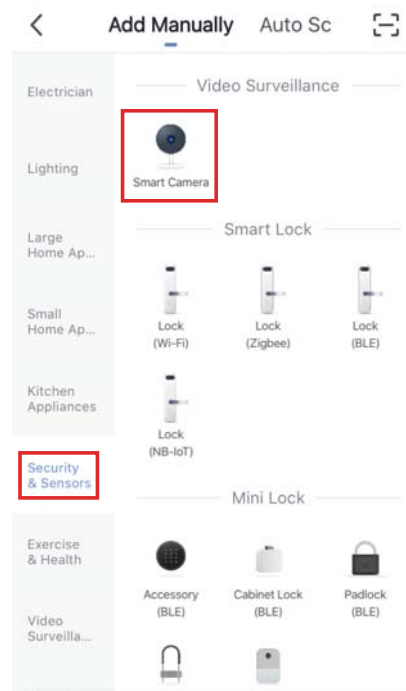 Add Manually Auto Sc
Electrician
Lighting
Large
Home Ap...
Small
Home Ap...
Kitchen
Appliances
Security
& Sensors
Exercise
& Health
Video
Surveilla...
Video Surveillance
Smart Camera
Smart Lock
Lock
(Wi-Fi)
Lock
(Zigbee)
Lock
(BLE)
Lock
(NB-IoT)
Mini Lock
Accessory
(BLE)
Cabinet Lock
(BLE)
Padlock
(BLE)